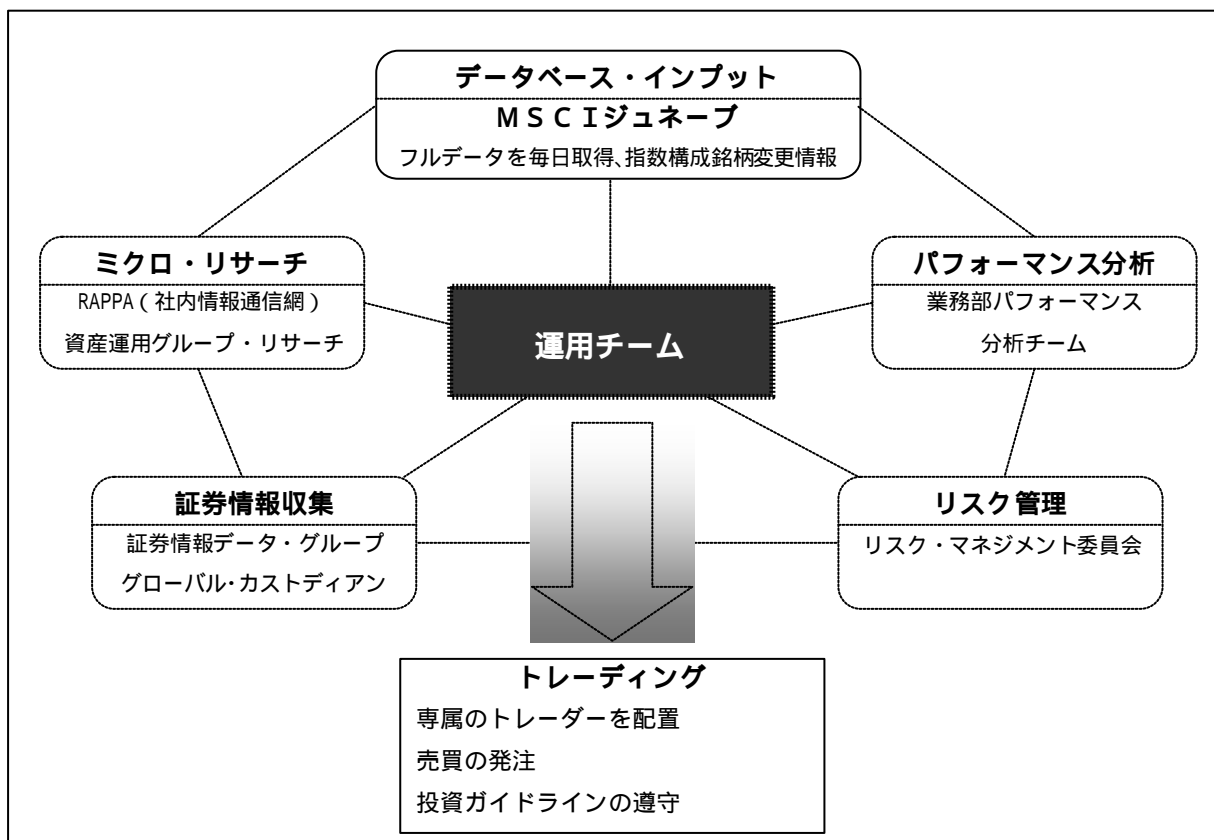 データベース・インプット
ＭＳＣＩジュネーブ
フルデータを毎日取得、指数構成銘柄変更情報
ミクロ・リサーチ
RAPPA（社内情報通信網）
資産運用グループ・リサーチ
パフォーマンス分析
業務部パフォーマンス
分析チーム
運用チーム
証券情報収集
証券情報データ・グループ
グローバル・カストディアン
リスク管理
リスク・マネジメント委員会
トレーディング
専属のトレーダーを配置
売買の発注
投資ガイドラインの遵守